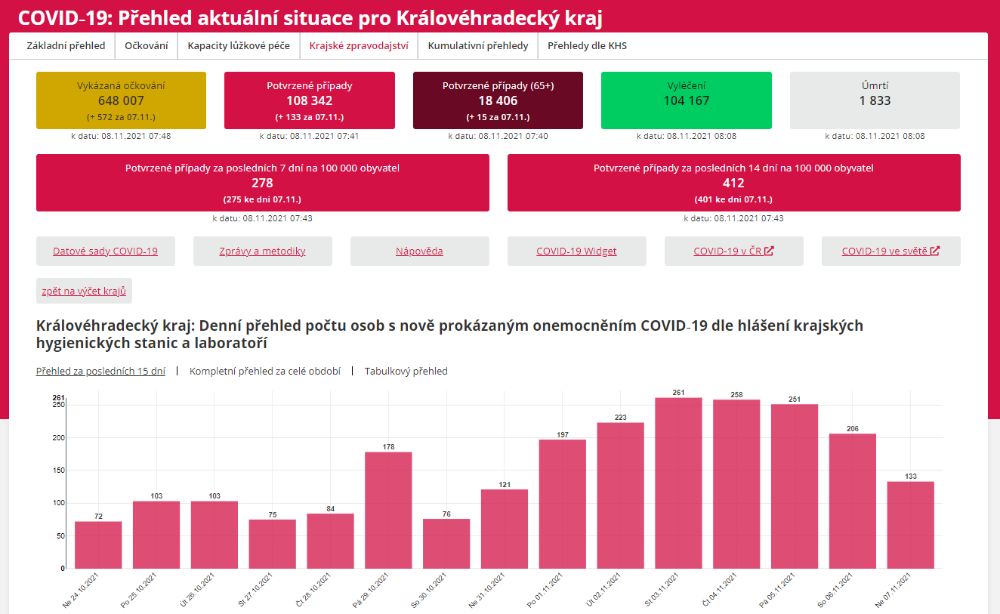 COVID-19: Přehled aktuální situace pro Královéhradecký kraj
Základní přehled
Očkování
Kapacity lůžkové péče
Krajské zpravodajství
Kumulativní přehledy
Přehledy dle KHS
Vykázaná očkování
648 007
(+ 572 za 07.11.)
k datu: 08.11.2021 07:48
Potvrzené případy
108 342
(+ 133 za 07.11.)
k datu: 08.11.2021 07:41
Potvrzené případy (65+)
18 406
(+ 15 za 07.11.)
k datu: 08.11.2021 07:40
Vyléčení
104 167
k datu: 08.11.2021 08:08
Úmrtí
1 833
k datu: 08.11.2021 08:08
Potvrzené případy za posledních 7 dní na 100 000 obyvatel
278
(275 ke dni 07.11.)
k datu: 08.11.2021 07:43
Potvrzené případy za posledních 14 dní na 100 000 obyvatel
412
(401 ke dni 07.11.)
k datu: 08.11.2021 07:43
Datové sady COVID-19
Zprávy a metodiky
Nápověda
COVID-19 Widget
COVID-19 v ČR
COVID-19 ve světě
zpět na výčet krajů
Královéhradecký kraj: Denní přehled počtu osob s nově prokázaným onemocněním COVID-19 dle hlášení krajských
hygienických stanic a laboratoří
Přehled za posledních 15 dní
Kompletní přehled za celé období
Tabulkový přehled
261
250
200
150
100
50
0
72
103
103
75
84
178
76
121
197
223
261
258
251
206
133
Ne 24.10.2021
Po 25.10.2021
Út 26.10.2021
St 27.10.2021
Čt 28.10.2021
Pá 29.10.2021
So 30.10.2021
Ne 31.10.2021
Po 01.11.2021
Út 02.11.2021
St 03.11.2021
Čt 04.11.2021
Pá 05.11.2021
So 06.11.2021
Ne 07.11.2021